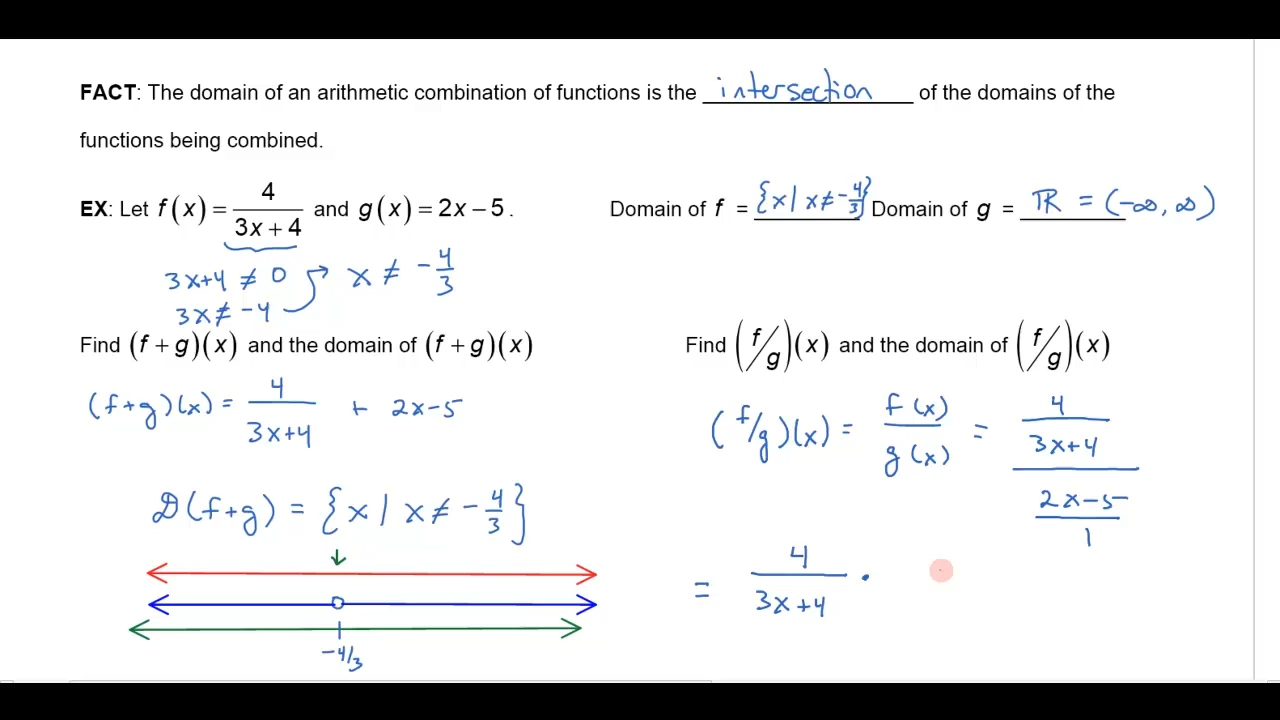 FACT: The domain of an arithmetic combination of functions is the intersection of the domains of the
functions being combined.
EX: Let f(x) = 4/(3x + 4) and g(x) = 2x − 5. Domain of f = {x | x ≠ −4/3} Domain of g = ℝ = (−∞, ∞)
3x+4 ≠ 0 x ≠ −4/3
3x ≠ −4
Find (f + g)(x) and the domain of (f + g)(x) Find (f/g)(x) and the domain of (f/g)(x)
(f+g)(x) = 4/(3x+4) + 2x−5
(f/g)(x) = f(x)/g(x) = (4/(3x+4))/((2x−5)/1)
D(f+g) = {x | x ≠ −4/3}
= 4/(3x+4) ·
−4/3